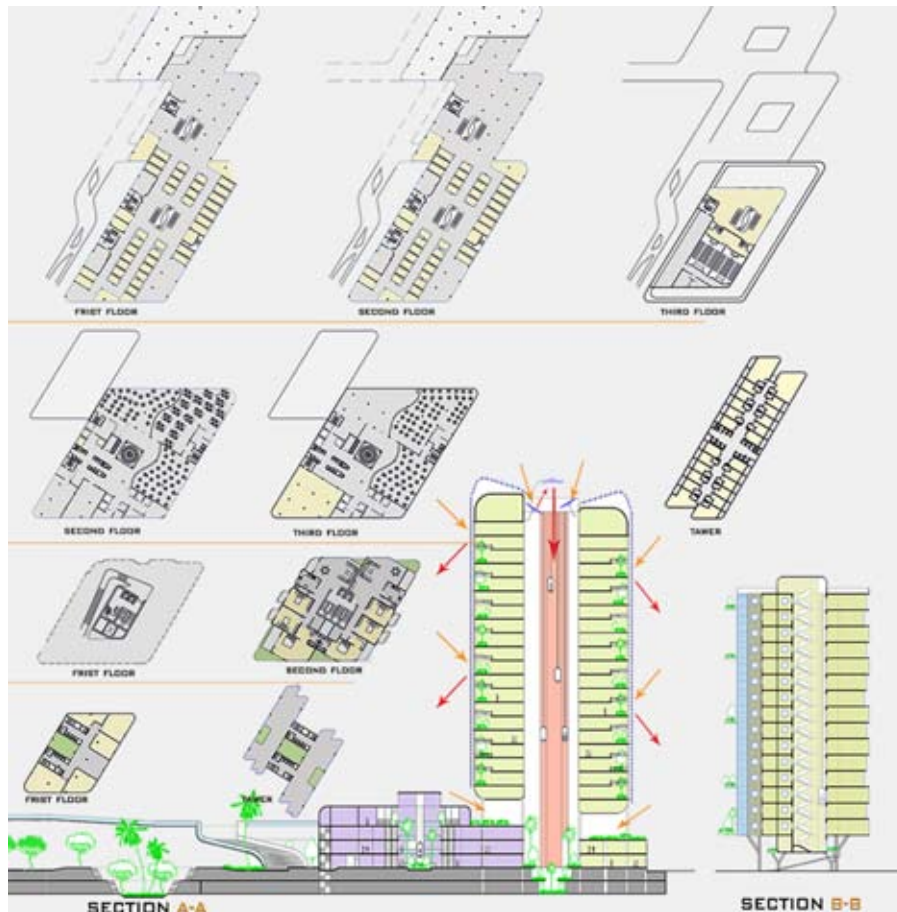 FRIST FLOOR
SECOND FLOOR
THIRD FLOOR
SECOND FLOOR
THIRD FLOOR
TAWER
FRIST FLOOR
SECOND FLOOR
FRIST FLOOR
TAWER
SECTION A-A
SECTION B-B